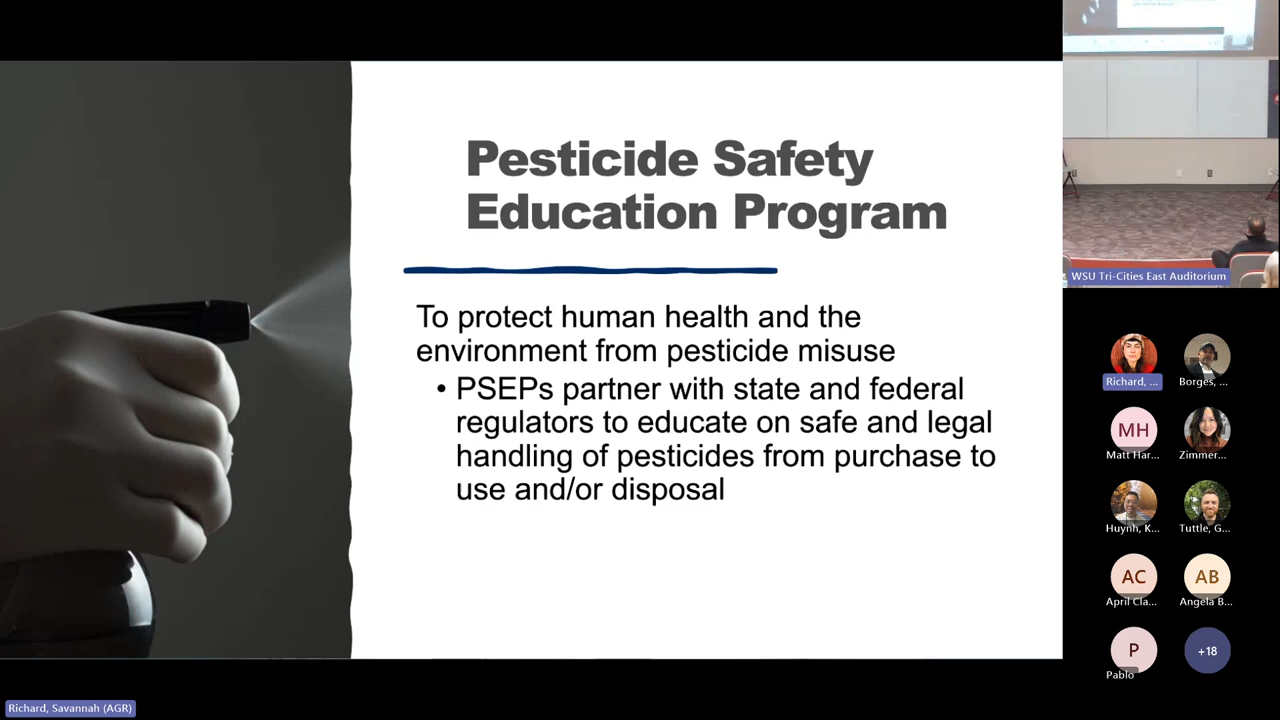 Pesticide Safety
Education Program
To protect human health and the
environment from pesticide misuse
• PSEPs partner with state and federal
regulators to educate on safe and legal
handling of pesticides from purchase to
use and/or disposal
WSU Tri-Cities East Auditorium
Richard, ...
Borges, ...
MH
Matt Har...
Zimmer...
Huynh, K...
Tuttle, G...
AC
April Cla...
AB
Angela B...
P
Pablo
+18
Richard, Savannah (AGR)